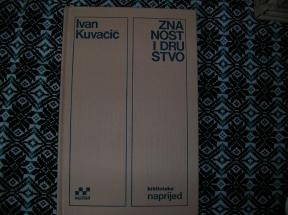 Ivan
Kuvačić
ZNA
NOST
I DRU
ŠTVO
biblioteka
naprijed